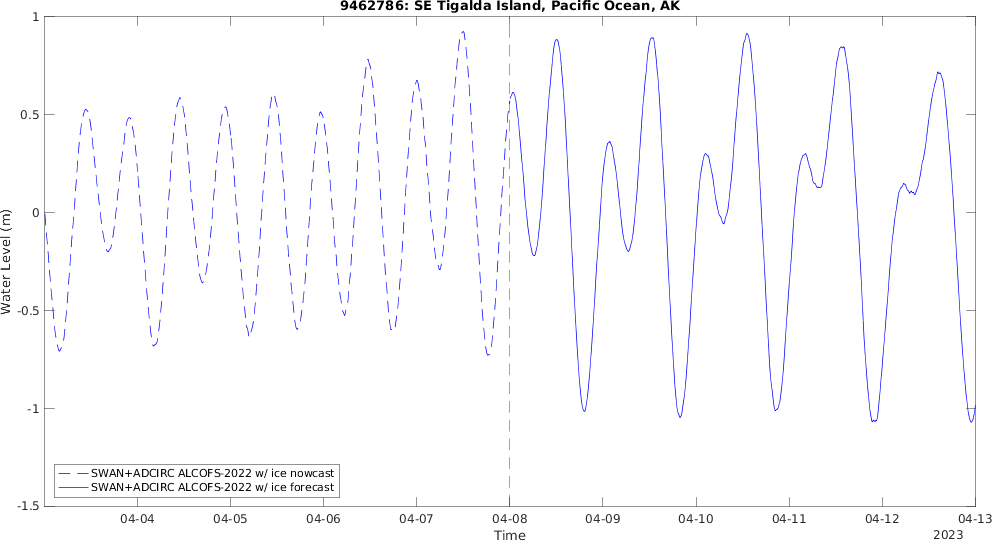 9462786: SE Tigalda Island, Pacific Ocean, AK
1
0.5
0
-0.5
-1
-1.5
Water Level (m)
SWAN+ADCIRC ALCOFS-2022 w/ ice nowcast
SWAN+ADCIRC ALCOFS-2022 w/ ice forecast
04-04 04-05 04-06 04-07 04-08 04-09 04-10 04-11 04-12 04-13
Time
2023